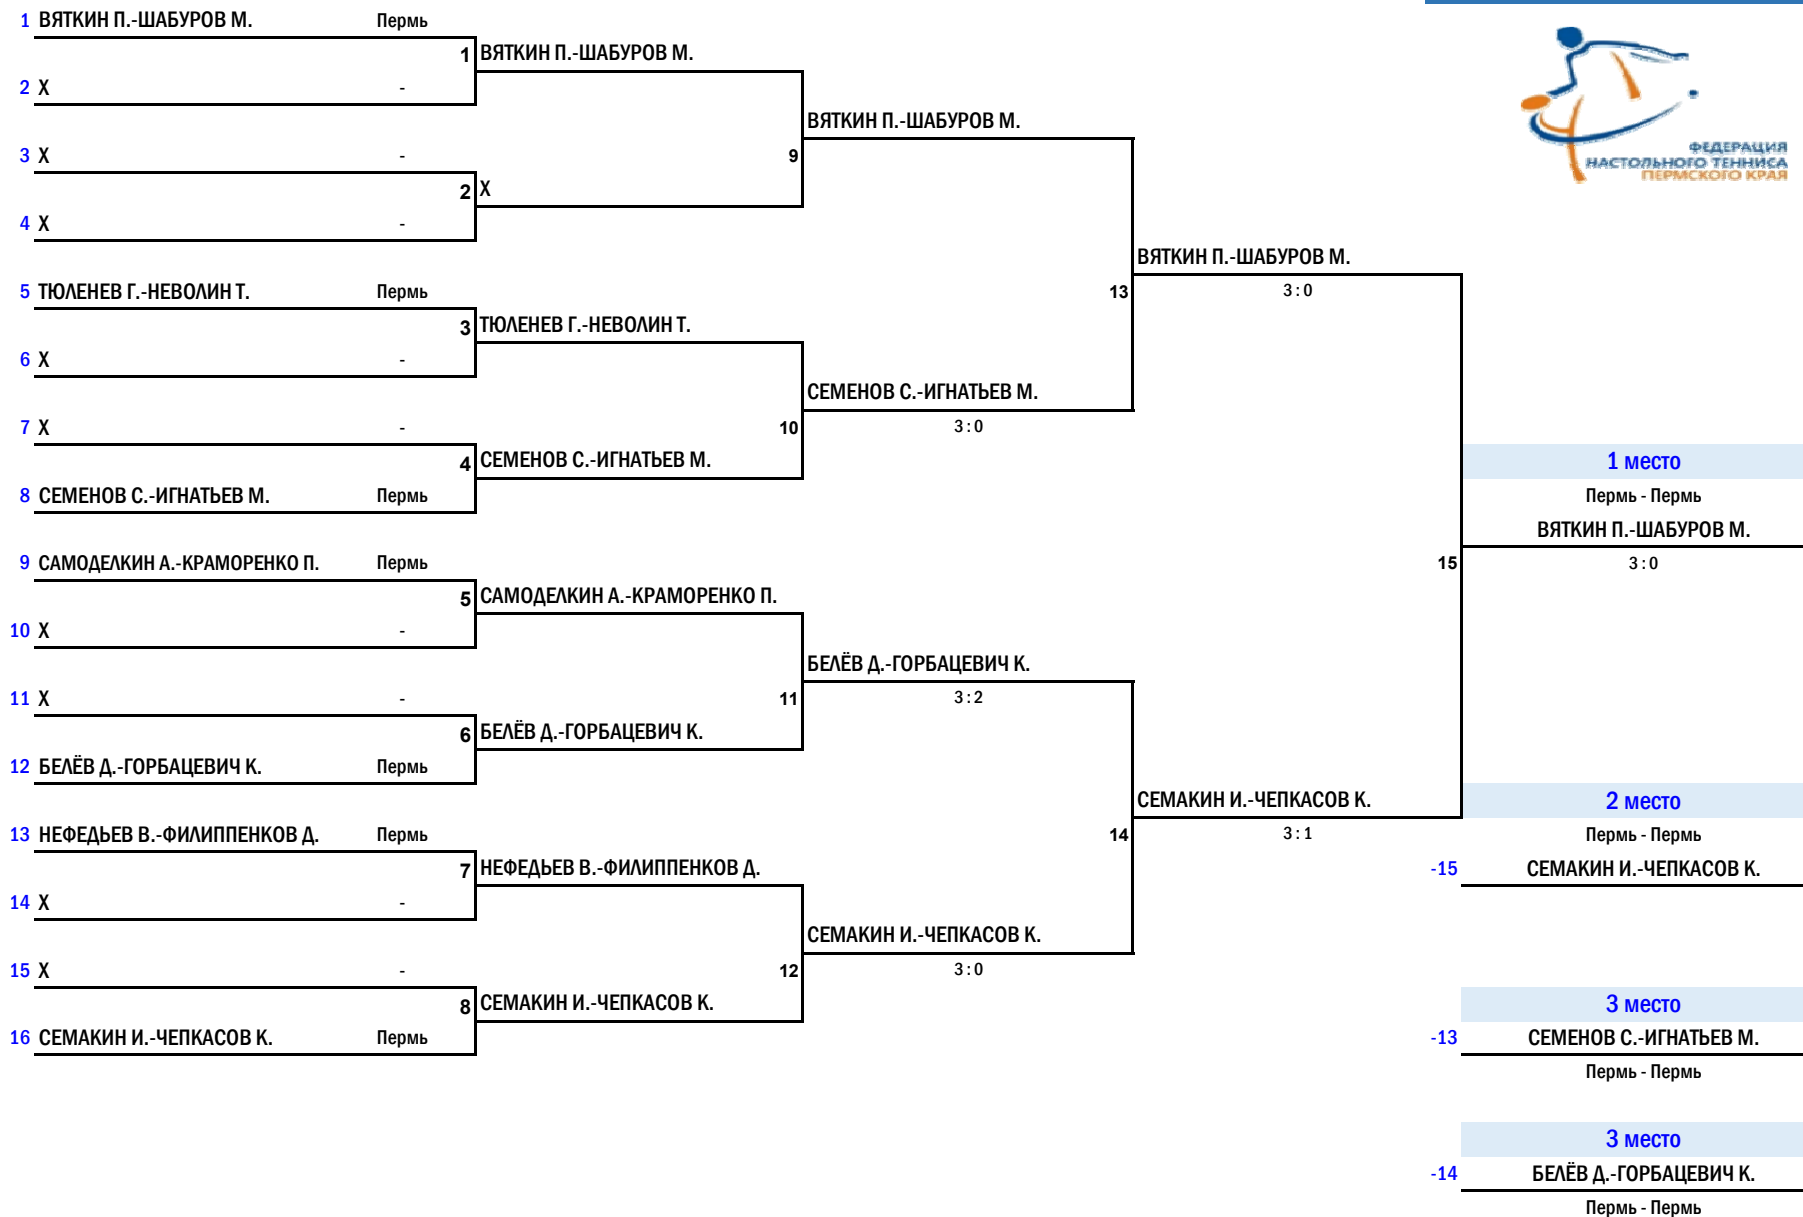 1 ВЯТКИН П.-ШАБУРОВ М. Пермь
1 ВЯТКИН П.-ШАБУРОВ М.
2 X -
ВЯТКИН П.-ШАБУРОВ М.
3 X - 9
2 X
4 X -
ФЕДЕРАЦИЯ
НАСТОЛЬНОГО ТЕННИСА
ПЕРМСКОГО КРАЯ
ВЯТКИН П.-ШАБУРОВ М.
5 ТЮЛЕНЕВ Г.-НЕВОЛИН Т. Пермь 13 3:0
3 ТЮЛЕНЕВ Г.-НЕВОЛИН Т.
6 X -
СЕМЕНОВ С.-ИГНАТЬЕВ М.
7 X - 10 3:0
4 СЕМЕНОВ С.-ИГНАТЬЕВ М. 1 место
8 СЕМЕНОВ С.-ИГНАТЬЕВ М. Пермь Пермь - Пермь
ВЯТКИН П.-ШАБУРОВ М.
9 САМОДЕЛКИН А.-КРАМОРЕНКО П. Пермь 15 3:0
5 САМОДЕЛКИН А.-КРАМОРЕНКО П.
10 X -
БЕЛЁВ Д.-ГОРБАЦЕВИЧ К.
11 X - 11 3:2
6 БЕЛЁВ Д.-ГОРБАЦЕВИЧ К.
12 БЕЛЁВ Д.-ГОРБАЦЕВИЧ К. Пермь
СЕМАКИН И.-ЧЕПКАСОВ К. 2 место
13 НЕФЕДЬЕВ В.-ФИЛИППЕНКОВ Д. Пермь 14 3:1 Пермь - Пермь
7 НЕФЕДЬЕВ В.-ФИЛИППЕНКОВ Д. -15 СЕМАКИН И.-ЧЕПКАСОВ К.
14 X -
СЕМАКИН И.-ЧЕПКАСОВ К.
15 X - 12 3:0
8 СЕМАКИН И.-ЧЕПКАСОВ К. 3 место
16 СЕМАКИН И.-ЧЕПКАСОВ К. Пермь -13 СЕМЕНОВ С.-ИГНАТЬЕВ М.
Пермь - Пермь
3 место
-14 БЕЛЁВ Д.-ГОРБАЦЕВИЧ К.
Пермь - Пермь